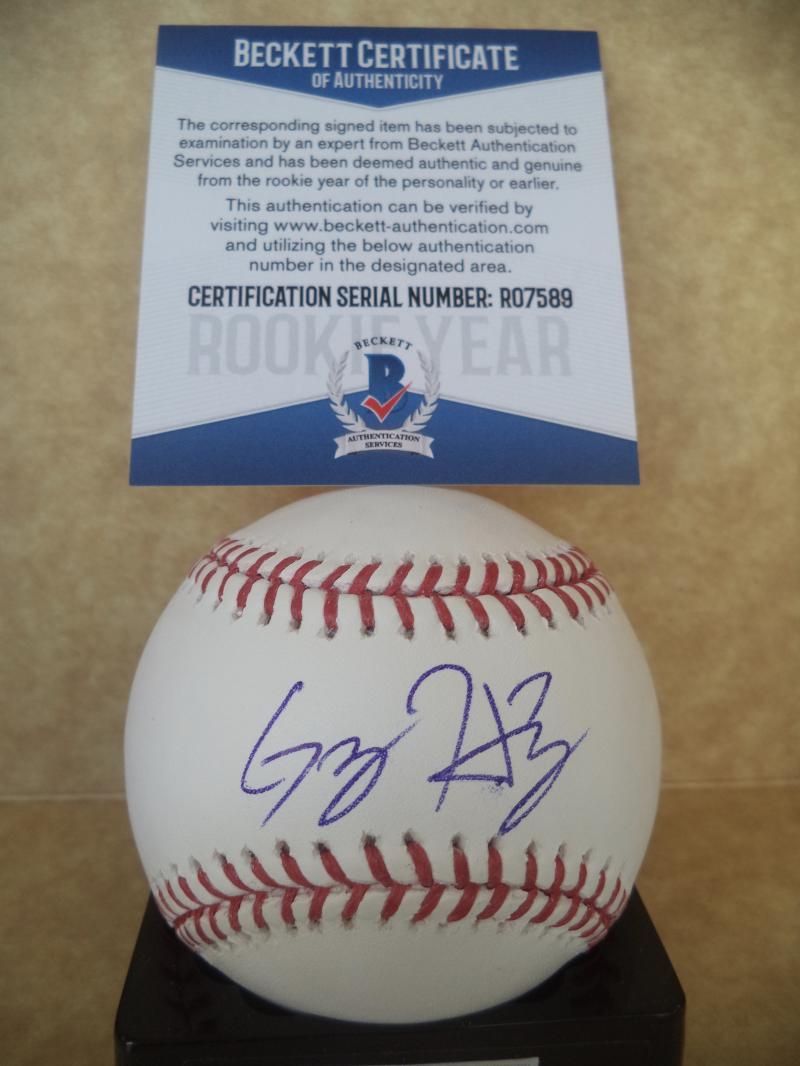 BECKETT CERTIFICATE
OF AUTHENTICITY
The corresponding signed item has been subjected to
examination by an expert from Beckett Authentication
Services and has been deemed authentic and genuine
from the rookie year of the personality or earlier.
This authentication can be verified by
visiting www.beckett-authentication.com
and utilizing the below authentication
number in the designated area.
CERTIFICATION SERIAL NUMBER: R07589
ROOKIE YEAR
BECKETT
B
AUTHENTICATION
SERVICES